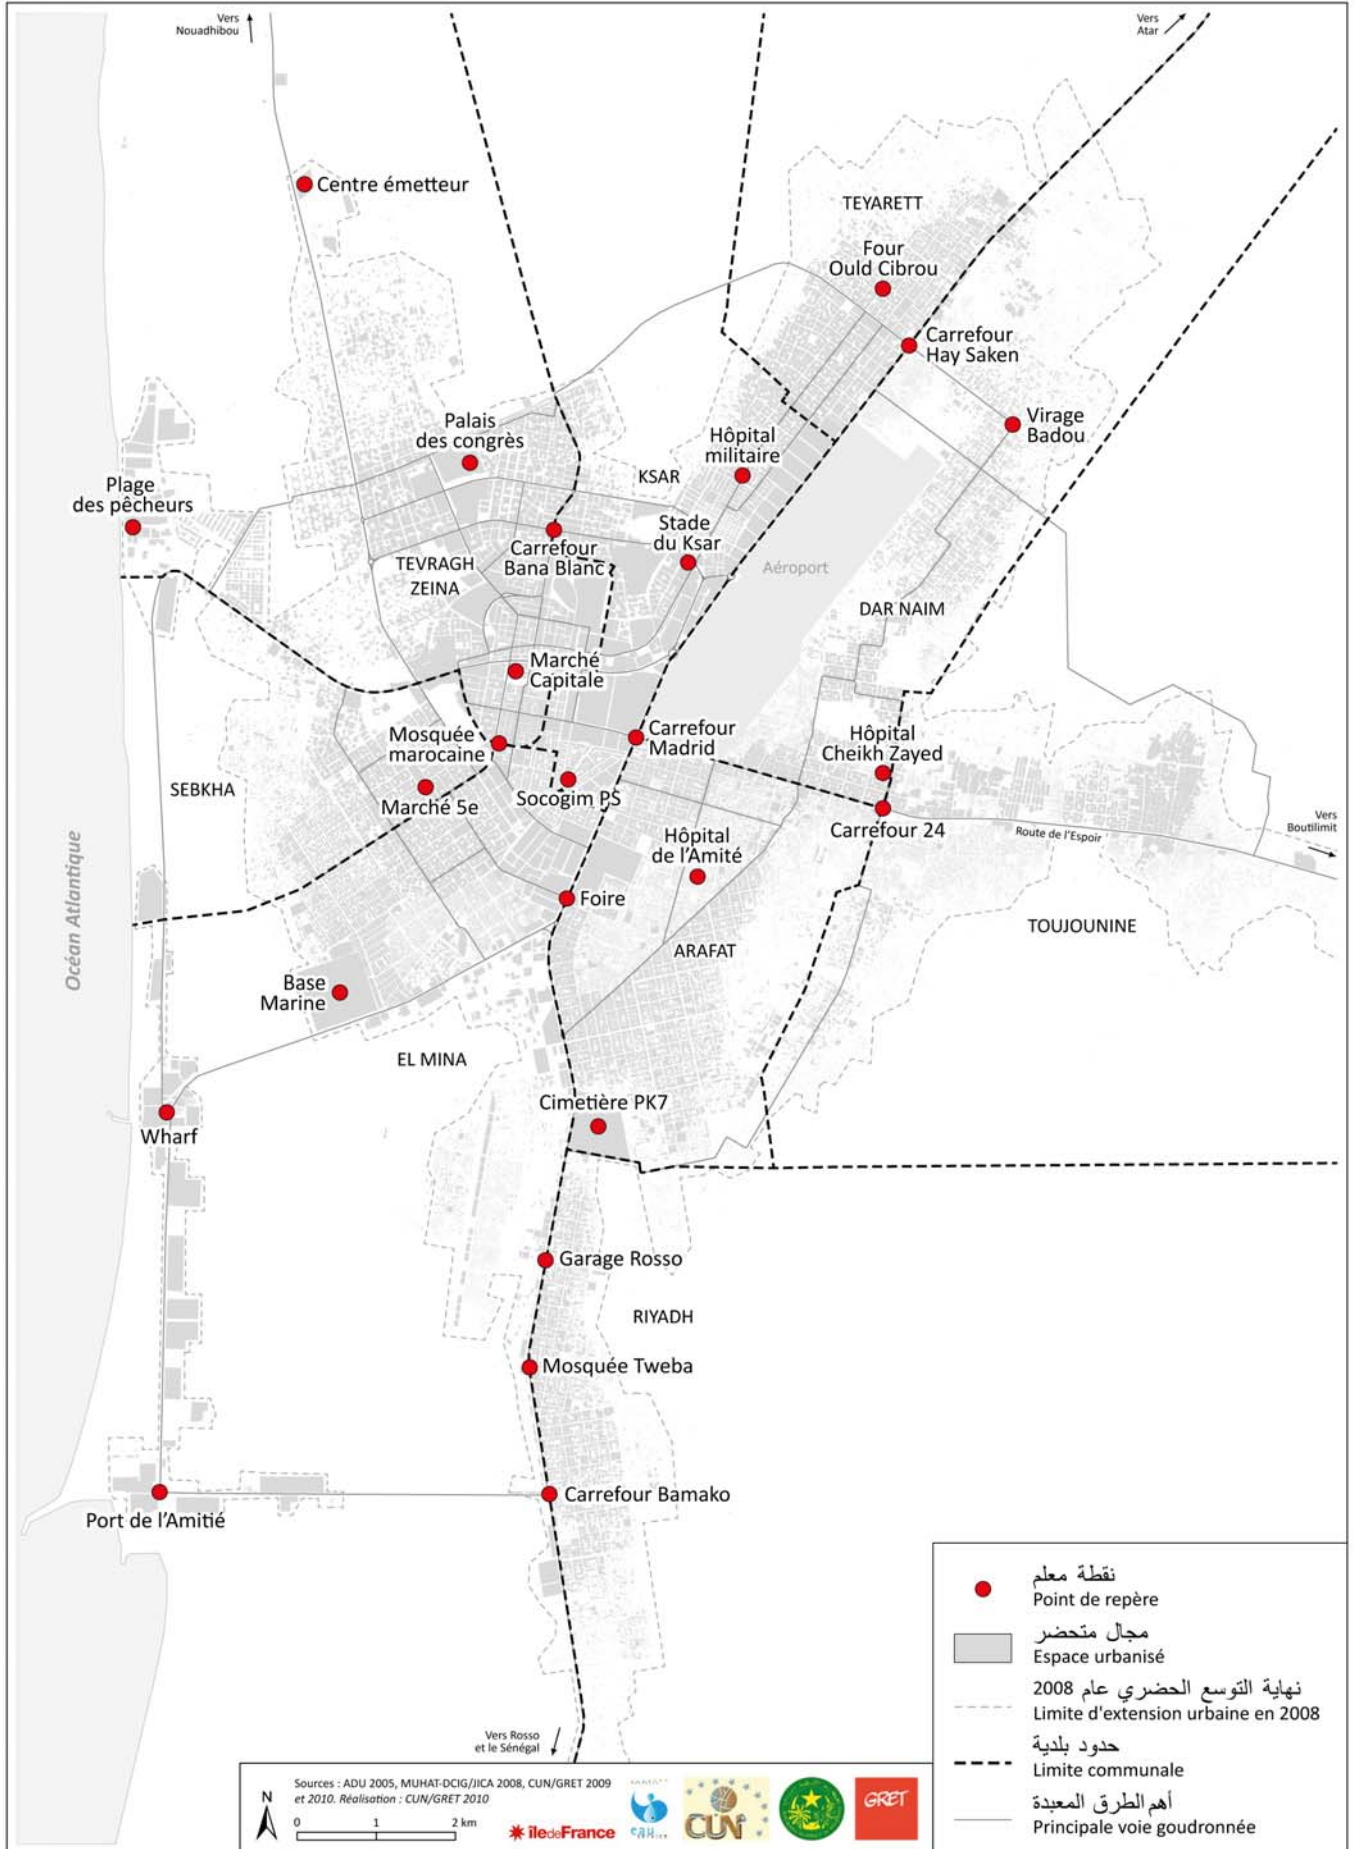 Vers
Nouadhibou
Vers
Atar
Centre émetteur
TEYARETT
Four
Ould Cibrou
Carrefour
Hay Saken
Virage
Badou
Palais
des congrès
Hôpital
militaire
KSAR
Plage
des pêcheurs
Stade
du Ksar
Carrefour
Bana Blanc
TEVRAGH
ZEINA
Aéroport
DAR NAIM
Marché
Capitale
Mosquée
marocaine
Carrefour
Madrid
Hôpital
Cheikh Zayed
SEBKHA
Marché 5e
Socogim PS
Carrefour 24
Route de l'Espoir
Vers
Boutilimit
Hôpital
de l'Amité
Océan Atlantique
Foire
ARAFAT
TOUJOUNINE
Base
Marine
EL MINA
Cimetière PK7
Wharf
Garage Rosso
RIYADH
Mosquée Tweba
Carrefour Bamako
Port de l'Amitié
Vers Rosso
et le Sénégal
نقطة معلم
Point de repère
مجال متحضر
Espace urbanisé
نهاية التوسع الحضري عام 2008
Limite d'extension urbaine en 2008
حدود بلدية
Limite communale
أهم الطرق المعبدة
Principale voie goudronnée
N
Sources : ADU 2005, MUHAT-DCIG/JICA 2008, CUN/GRET 2009
et 2010. Réalisation : CUN/GRET 2010
0 1 2 km
îledeFrance
CUN
GRET